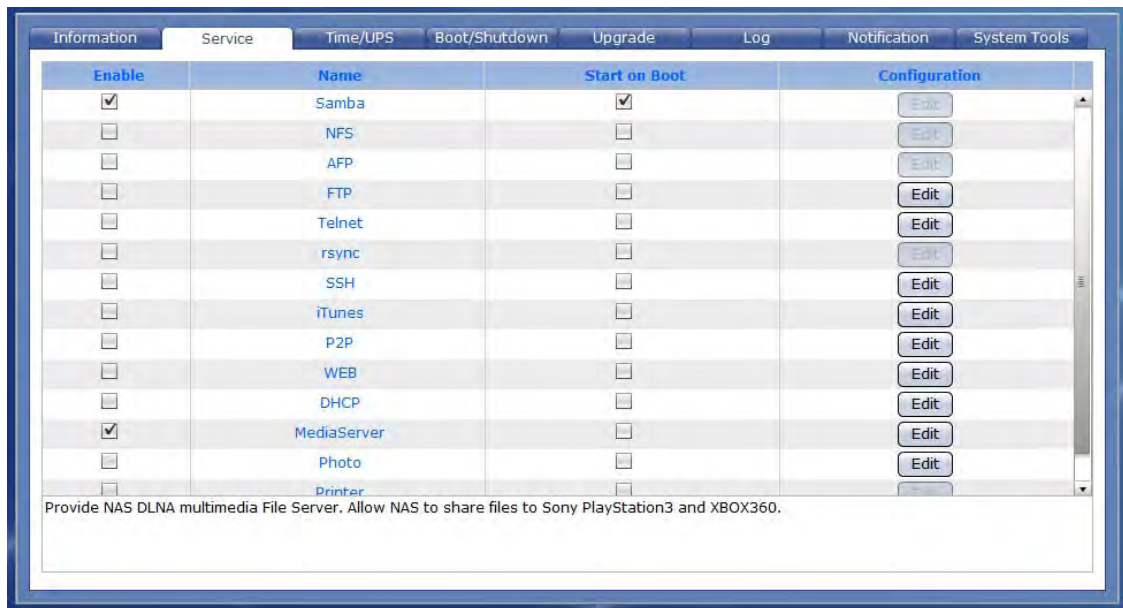 Information Service Time/UPS Boot/Shutdown Upgrade Log Notification System Tools
Enable Name Start on Boot Configuration
Samba Edit
NFS Edit
AFP Edit
FTP Edit
Telnet Edit
rsync Edit
SSH Edit
iTunes Edit
P2P Edit
WEB Edit
DHCP Edit
MediaServer Edit
Photo Edit
Printer
Provide NAS DLNA multimedia File Server. Allow NAS to share files to Sony PlayStation3 and XBOX360.